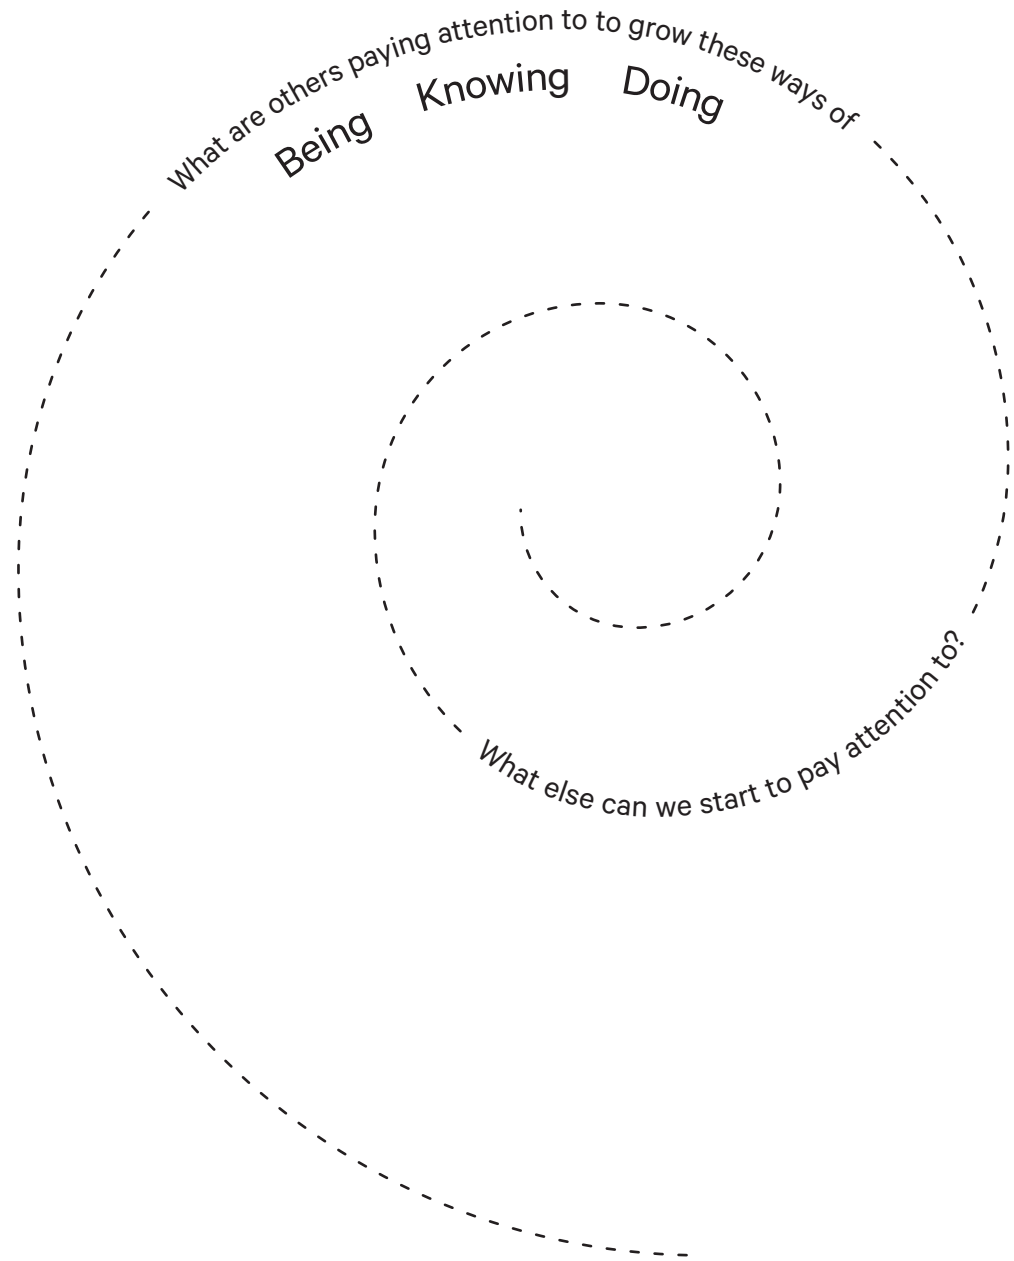 What are others paying attention to to grow these ways of
Being Knowing Doing
What else can we start to pay attention to?